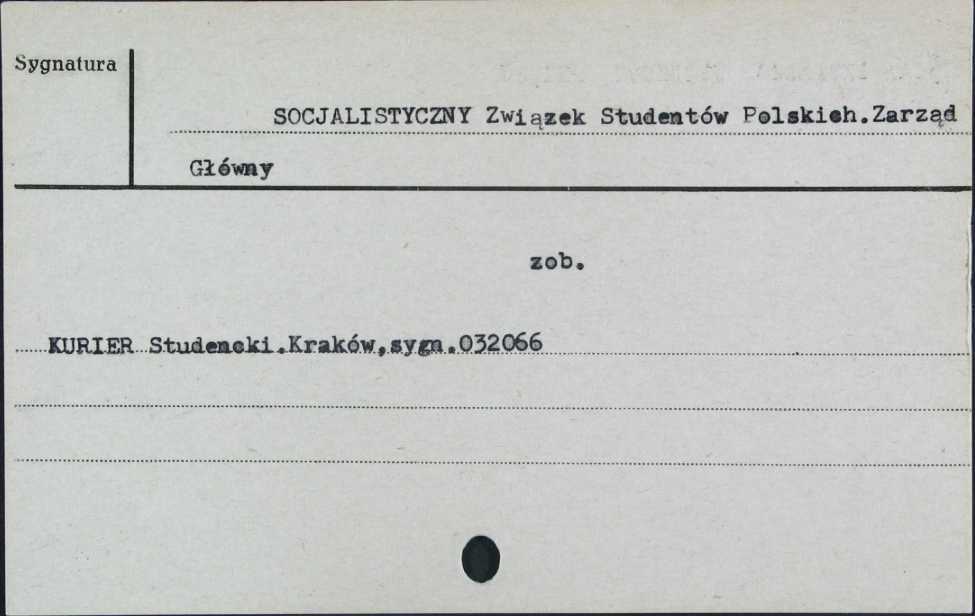 Sygnatura
SOCJALISTYCZNY Związek Studentów Polskich.Zarząd
Główny
zob.
KURIER Studencki.Kraków,sygn.032066